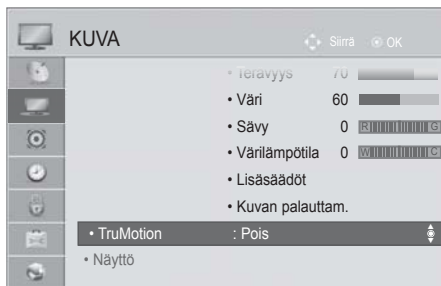 KUVA
Siirrä OK
• Terävyys 70
• Väri 60
• Sävy 0 R G
• Värilämpötila 0 W C
• Lisäsäädöt
• Kuvan palauttam.
• TruMotion : Pois
• Näyttö